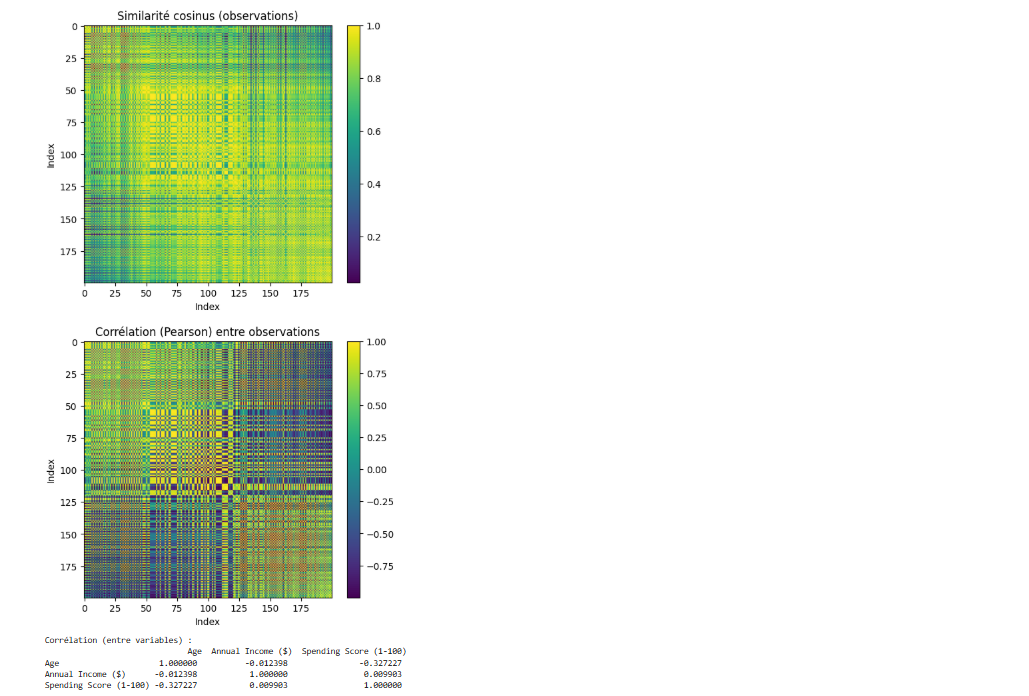 Similarité cosinus (observations)
0
25
50
75
100
125
150
175
Index
0 25 50 75 100 125 150 175
Index
1.0
0.8
0.6
0.4
0.2
Corrélation (Pearson) entre observations
0
25
50
75
100
125
150
175
Index
0 25 50 75 100 125 150 175
Index
1.00
0.75
0.50
0.25
0.00
−0.25
−0.50
−0.75
Corrélation (entre variables) :
Age Annual Income ($) Spending Score (1-100)
Age 1.000000 -0.012398 -0.327227
Annual Income ($) -0.012398 1.000000 0.009903
Spending Score (1-100) -0.327227 0.009903 1.000000